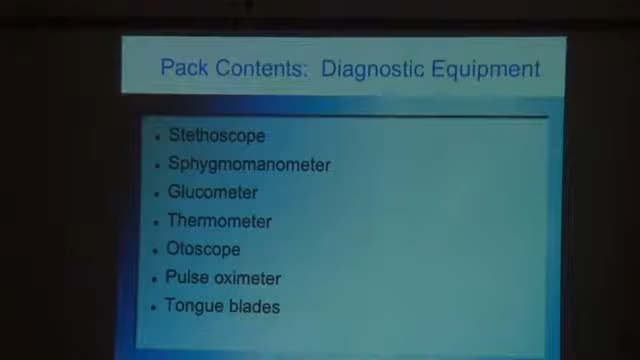 Pack Contents: Diagnostic Equipment
• Stethoscope
• Sphygmomanometer
• Glucometer
• Thermometer
• Otoscope
• Pulse oximeter
• Tongue blades